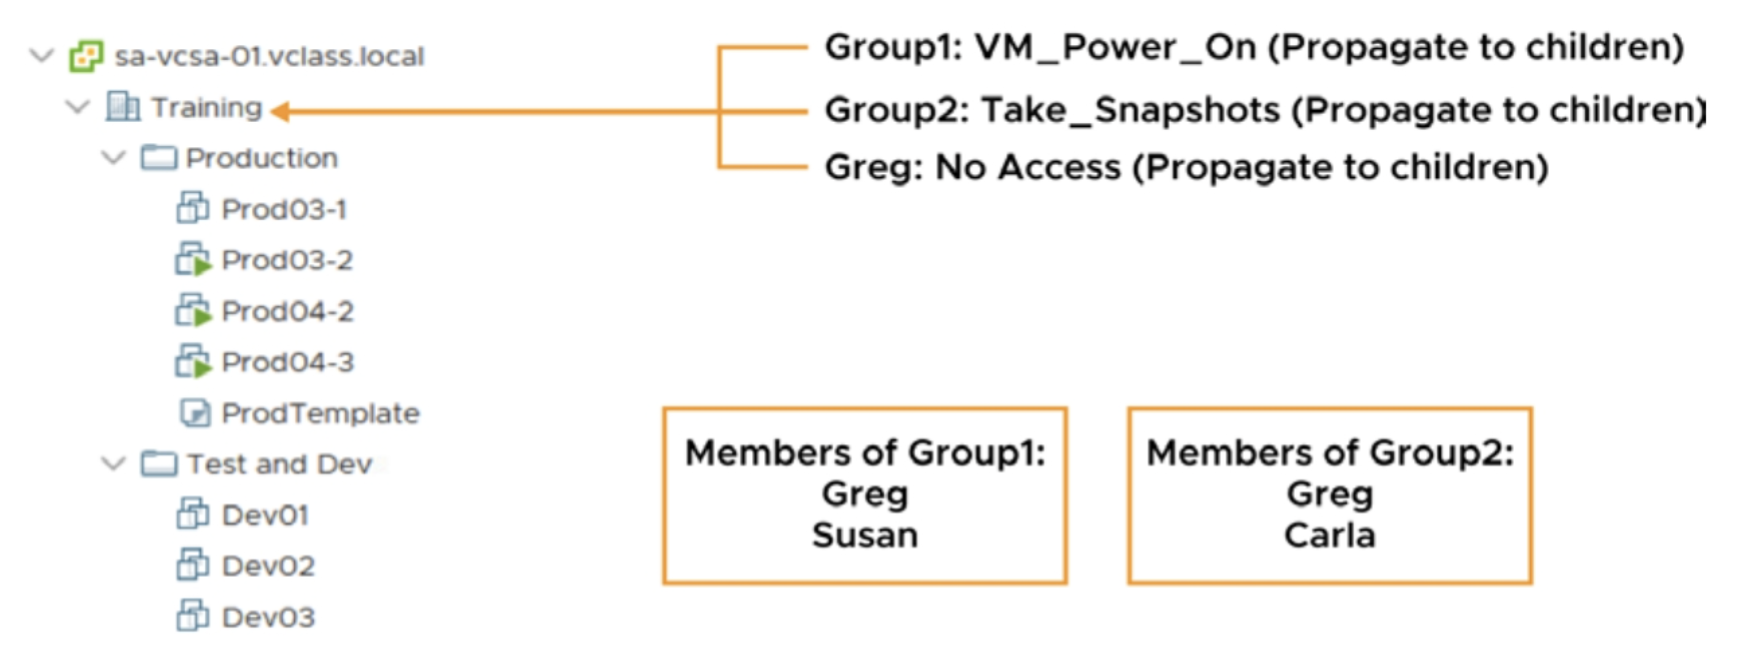 sa-vcsa-01.vclass.local
Training
Production
Prod03-1
Prod03-2
Prod04-2
Prod04-3
ProdTemplate
Test and Dev
Dev01
Dev02
Dev03
Group1: VM_Power_On (Propagate to children)
Group2: Take_Snapshots (Propagate to children)
Greg: No Access (Propagate to children)
Members of Group1:
Greg
Susan
Members of Group2:
Greg
Carla